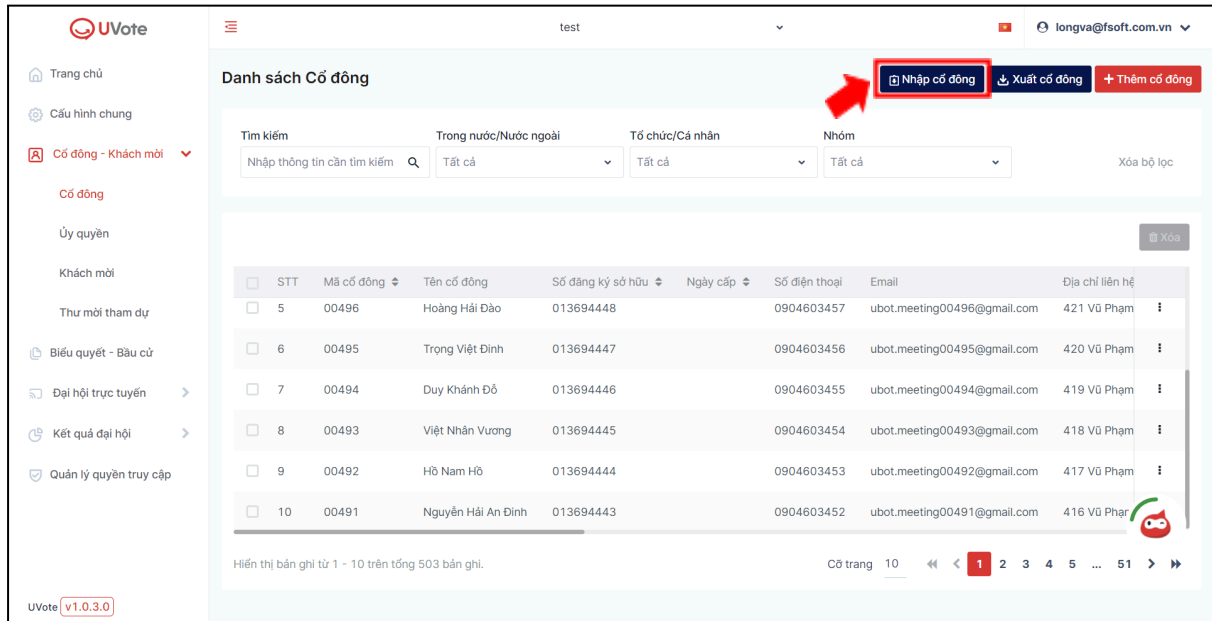 UVote
test
longva@fsoft.com.vn
Trang chủ
Cấu hình chung
Cổ đông - Khách mời
Cổ đông
Ủy quyền
Khách mời
Thư mời tham dự
Biểu quyết - Bầu cử
Đại hội trực tuyến
Kết quả đại hội
Quản lý quyền truy cập
UVote v1.0.3.0
Danh sách Cổ đông
Nhập cổ đông
Xuất cổ đông
+ Thêm cổ đông
Tìm kiếm Trong nước/Nước ngoài Tổ chức/Cá nhân Nhóm
Nhập thông tin cần tìm kiếm Tất cả Tất cả Tất cả Xóa bộ lọc
Xóa
STT Mã cổ đông Tên cổ đông Số đăng ký sở hữu Ngày cấp Số điện thoại Email Địa chỉ liên hệ
5 00496 Hoàng Hải Đào 013694448 0904603457 ubot.meeting00496@gmail.com 421 Vũ Phạm
6 00495 Trọng Việt Đinh 013694447 0904603456 ubot.meeting00495@gmail.com 420 Vũ Phạm
7 00494 Duy Khánh Đỗ 013694446 0904603455 ubot.meeting00494@gmail.com 419 Vũ Phạm
8 00493 Việt Nhân Vương 013694445 0904603454 ubot.meeting00493@gmail.com 418 Vũ Phạm
9 00492 Hồ Nam Hồ 013694444 0904603453 ubot.meeting00492@gmail.com 417 Vũ Phạm
10 00491 Nguyễn Hải An Đinh 013694443 0904603452 ubot.meeting00491@gmail.com 416 Vũ Phạm
Hiển thị bản ghi từ 1 - 10 trên tổng 503 bản ghi.
Cỡ trang 10 1 2 3 4 5 ... 51